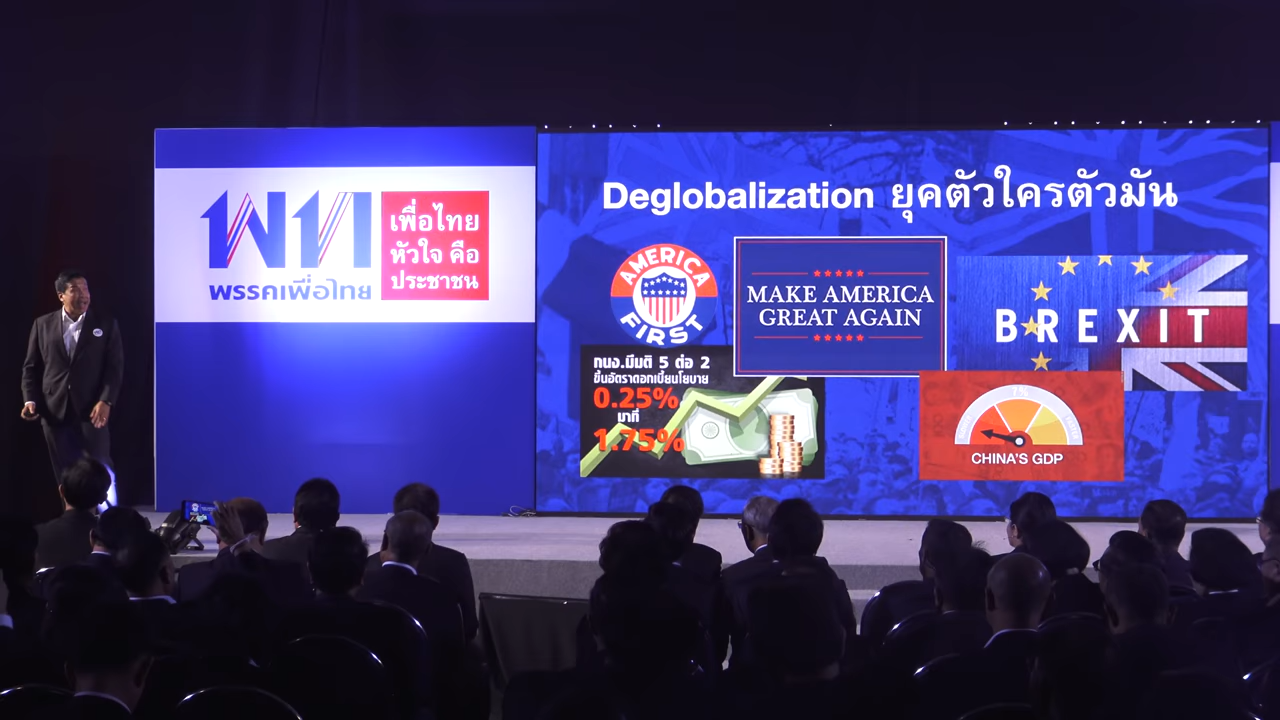 พท
พรรคเพื่อไทย
เพื่อไทย
หัวใจ คือ
ประชาชน
Deglobalization ยุคตัวใครตัวมัน
AMERICA
FIRST
MAKE AMERICA
GREAT AGAIN
BREXIT
กนง.มีมติ 5 ต่อ 2
ขึ้นอัตราดอกเบี้ยนโยบาย
0.25%
มาที่
1.75%
CHINA'S GDP